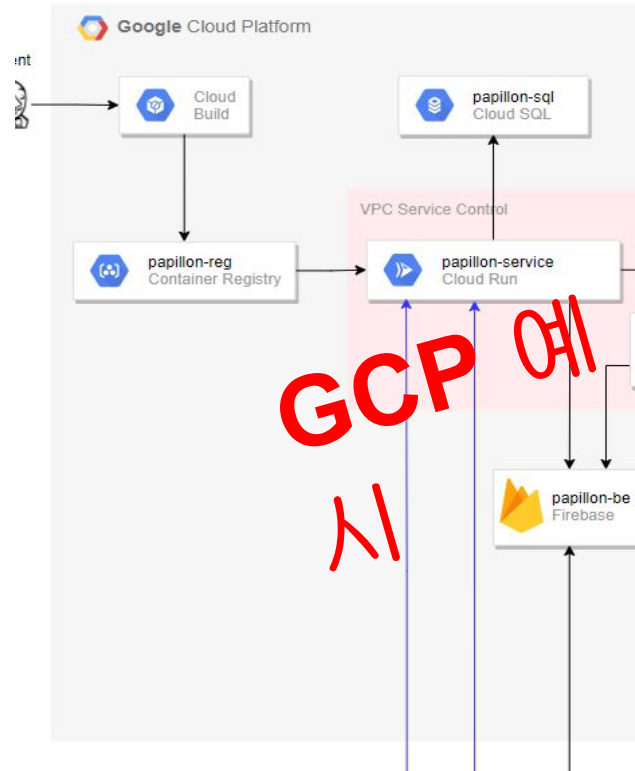 Google Cloud Platform
Cloud
Build
papillon-sql
Cloud SQL
VPC Service Control
papillon-reg
Container Registry
papillon-service
Cloud Run
GCP 예
시
papillon-be
Firebase